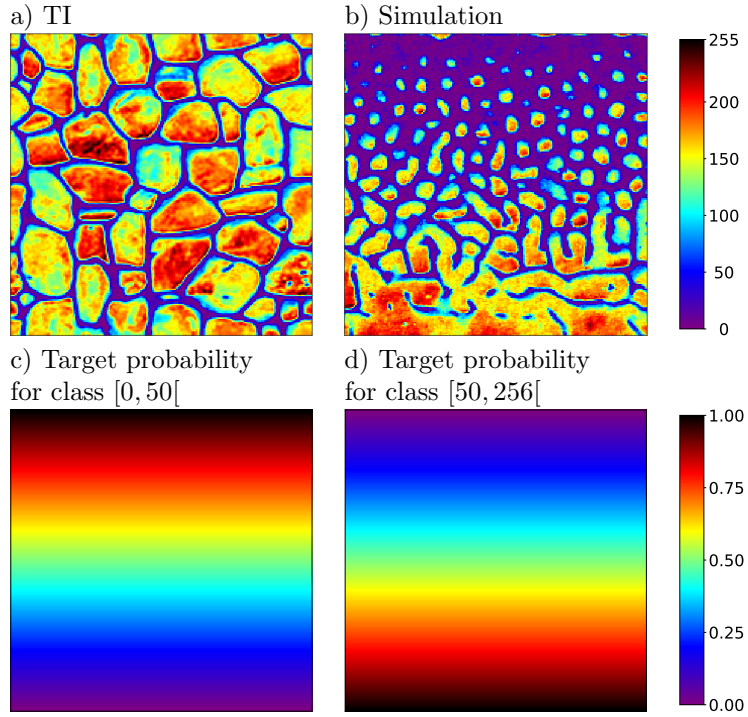 a) TI
b) Simulation
255
200
150
100
50
0
c) Target probability
for class [0, 50[
d) Target probability
for class [50, 256[
1.00
0.75
0.50
0.25
0.00